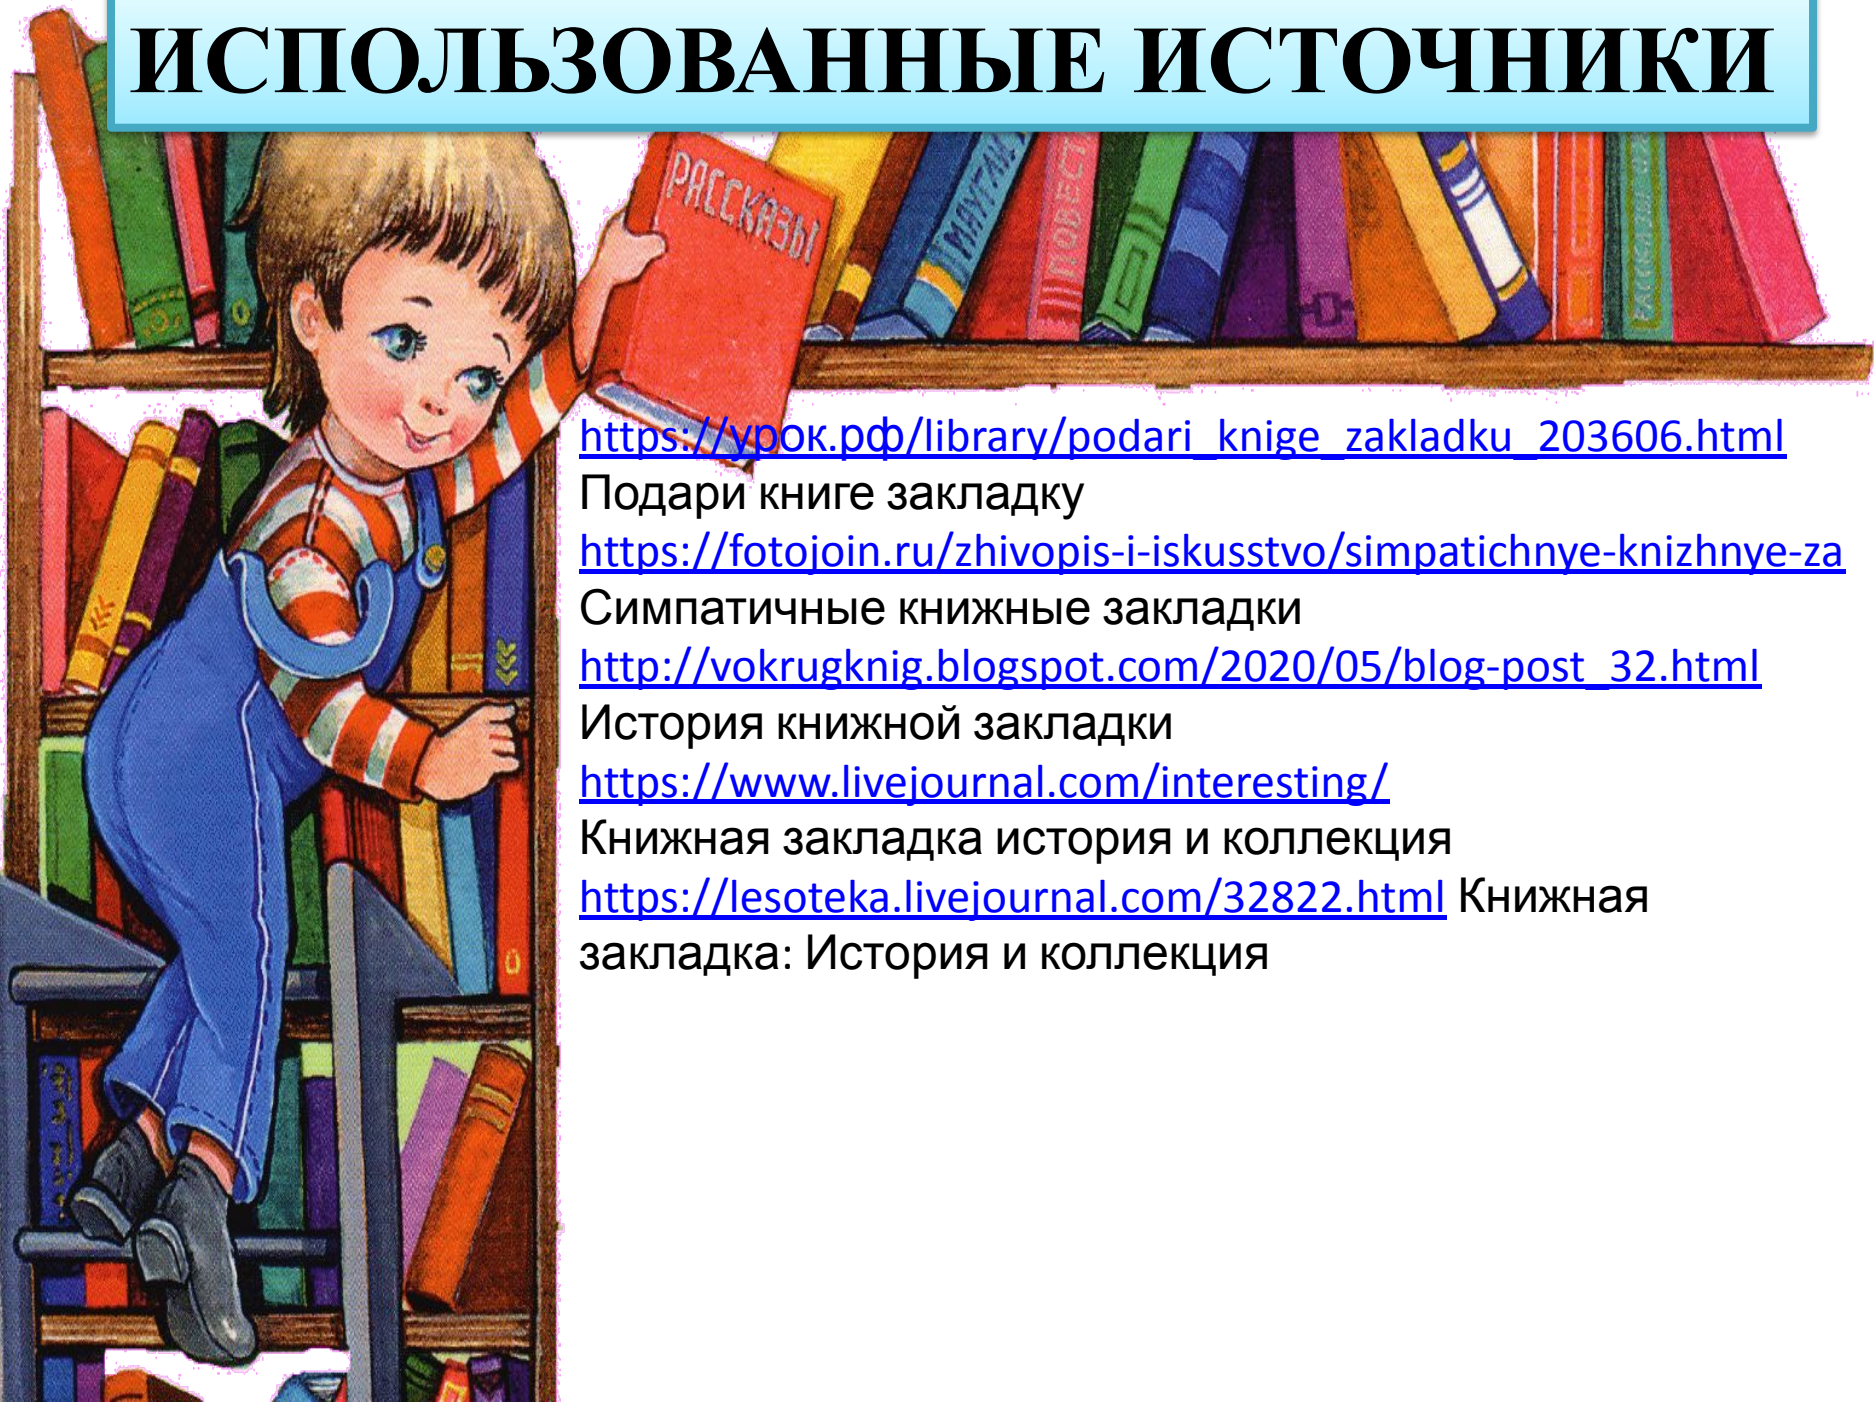 ИСПОЛЬЗОВАННЫЕ ИСТОЧНИКИ
РАССКАЗЫ
МАУГЛИ
ПОВЕСТ
https://урок.рф/library/podari_knige_zakladku_203606.html
Подари книге закладку
https://fotojoin.ru/zhivopis-i-iskusstvo/simpatichnye-knizhnye-za
Симпатичные книжные закладки
http://vokrugknig.blogspot.com/2020/05/blog-post_32.html
История книжной закладки
https://www.livejournal.com/interesting/
Книжная закладка история и коллекция
https://lesoteka.livejournal.com/32822.html Книжная
закладка: История и коллекция